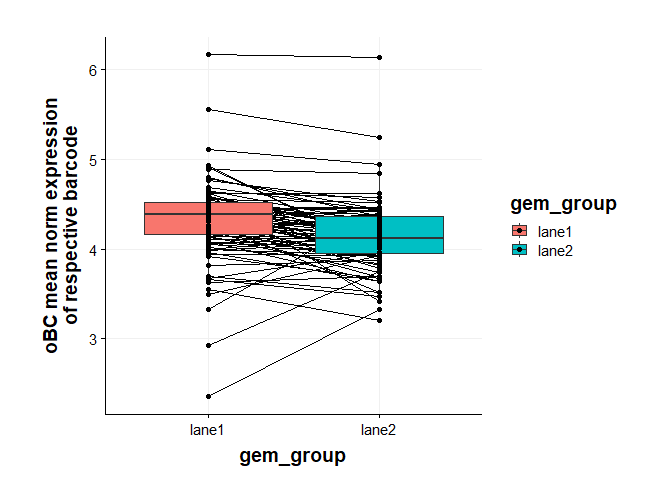 oBC mean norm expression
of respective barcode
6
5
4
3
lane1
lane2
gem_group
gem_group
lane1
lane2